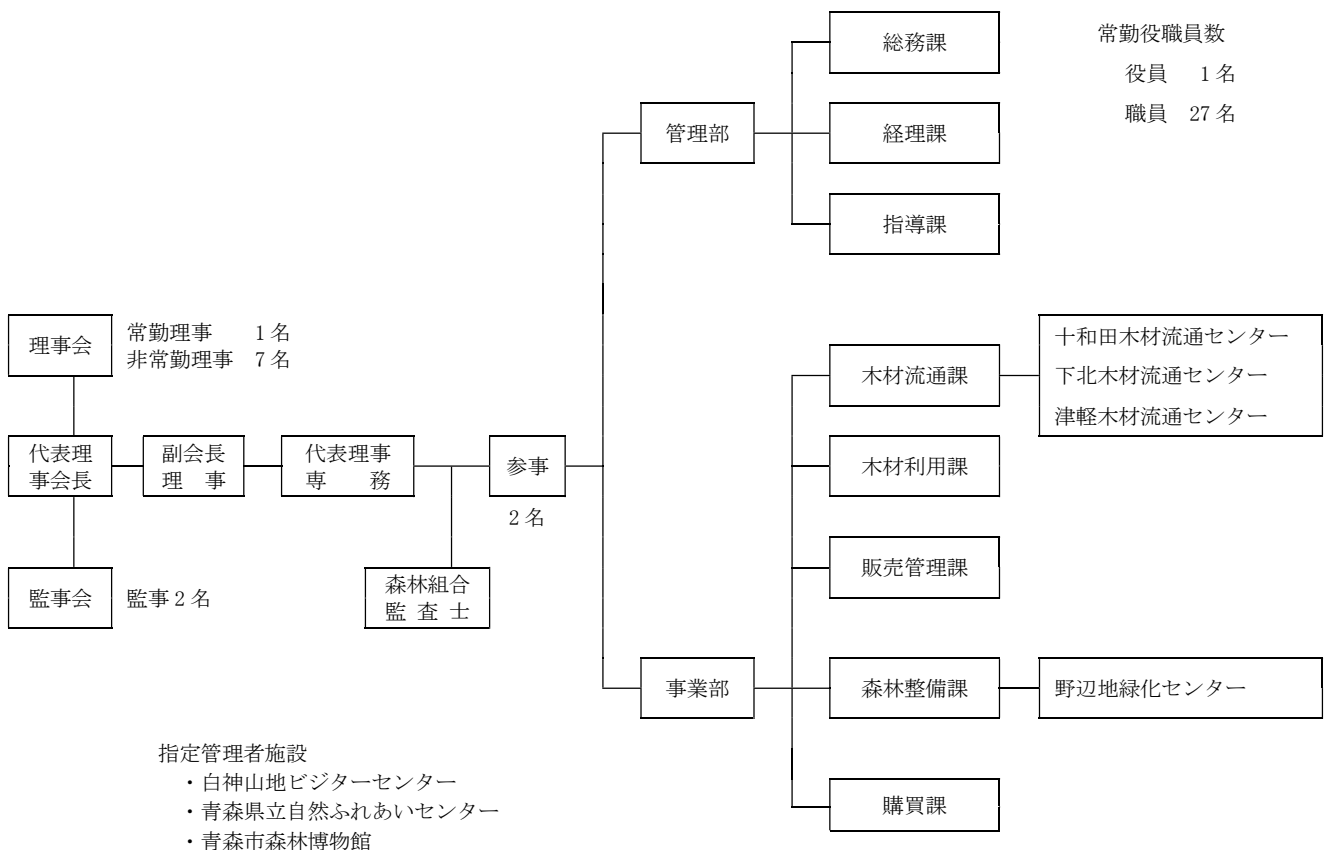 総務課
常勤役職員数
役員 1名
職員 27名
管理部
経理課
指導課
理事会
常勤理事 1名
非常勤理事 7名
木材流通課
十和田木材流通センター
下北木材流通センター
津軽木材流通センター
代表理
事会長
副会長
理 事
代表理事
専 務
参事
2名
木材利用課
監事会
監事2名
森林組合
監 査 士
販売管理課
事業部
森林整備課
野辺地緑化センター
購買課
指定管理者施設
・白神山地ビジターセンター
・青森県立自然ふれあいセンター
・青森市森林博物館